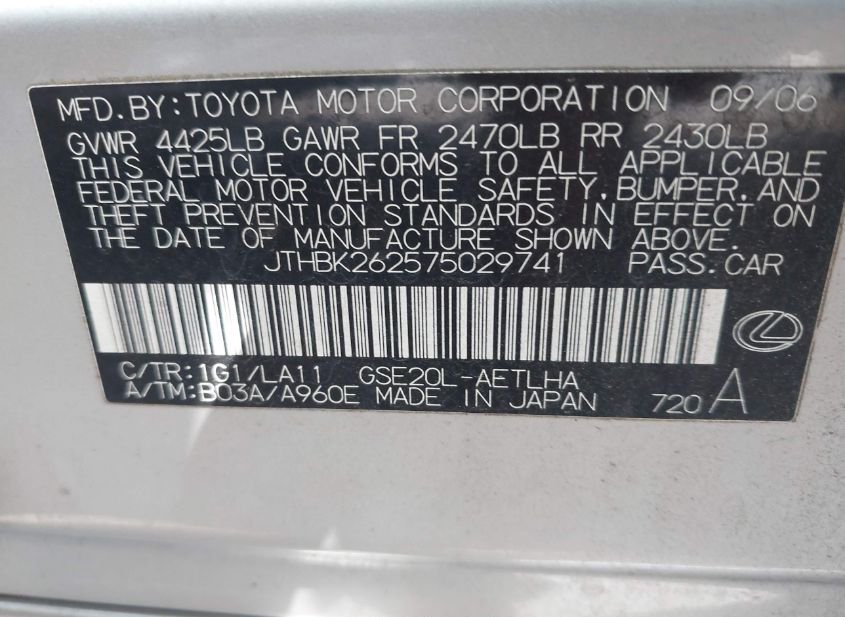 MFD.BY:TOYOTA MOTOR CORPORATION 09/06
GVWR 4425LB GAWR FR 2470LB RR 2430LB
THIS VEHICLE CONFORMS TO ALL APPLICABLE
FEDERAL MOTOR VEHICLE SAFETY,BUMPER,AND
THEFT PREVENTION STANDARDS IN EFFECT ON
THE DATE OF MANUFACTURE SHOWN ABOVE.
JTHBK262575029741 PASS.CAR
C/TR:1G1/LA11 GSE20L-AETLHA
A/TM:B03A/A960E MADE IN JAPAN 720 A